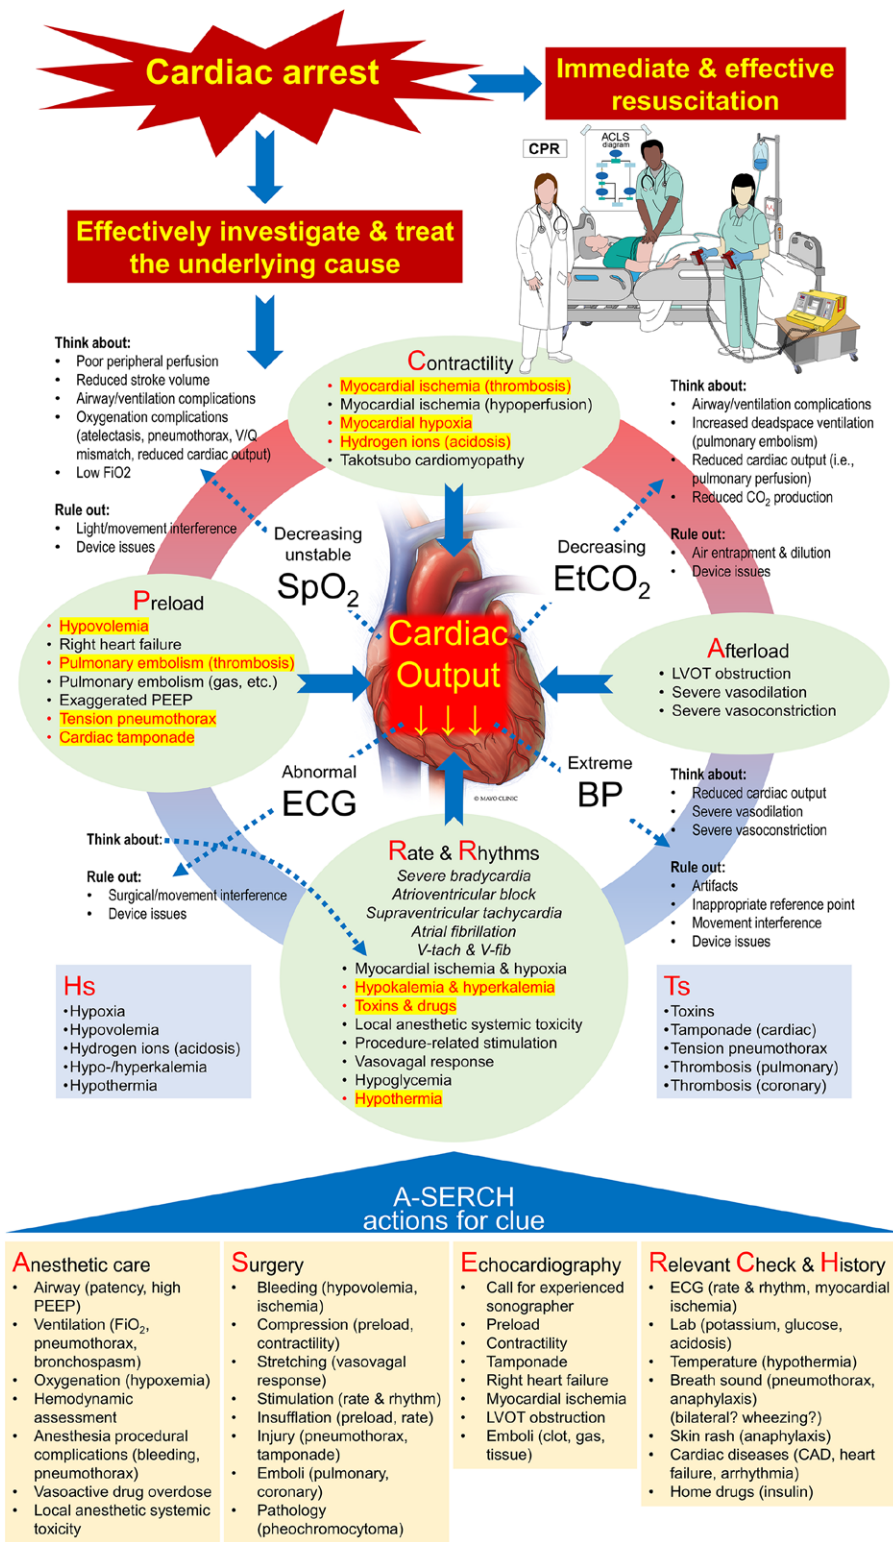 Cardiac arrest
Immediate & effective
resuscitation
CPR
ACLS
diagram
Effectively investigate & treat
the underlying cause
Think about:
• Poor peripheral perfusion
• Reduced stroke volume
• Airway/ventilation complications
• Oxygenation complications
(atelectasis, pneumothorax, V/Q
mismatch, reduced cardiac output)
• Low FiO2
Rule out:
• Light/movement interference
• Device issues
Contractility
• Myocardial ischemia (thrombosis)
• Myocardial ischemia (hypoperfusion)
• Myocardial hypoxia
• Hydrogen ions (acidosis)
• Takotsubo cardiomyopathy
Think about:
• Airway/ventilation complications
• Increased deadspace ventilation
(pulmonary embolism)
• Reduced cardiac output (i.e.,
pulmonary perfusion)
• Reduced CO₂ production
Rule out:
• Air entrapment & dilution
• Device issues
Decreasing
unstable
SpO₂
Decreasing
EtCO₂
Preload
• Hypovolemia
• Right heart failure
• Pulmonary embolism (thrombosis)
• Pulmonary embolism (gas, etc.)
• Exaggerated PEEP
• Tension pneumothorax
• Cardiac tamponade
Cardiac
Output
↓↓↓
Afterload
• LVOT obstruction
• Severe vasodilation
• Severe vasoconstriction
Abnormal
ECG
Extreme
BP
© MAYO CLINIC
Think about:
Rule out:
• Surgical/movement interference
• Device issues
Think about:
• Reduced cardiac output
• Severe vasodilation
• Severe vasoconstriction
Rule out:
• Artifacts
• Inappropriate reference point
• Movement interference
• Device issues
Rate & Rhythms
Severe bradycardia
Atrioventricular block
Supraventricular tachycardia
Atrial fibrillation
V-tach & V-fib
• Myocardial ischemia & hypoxia
• Hypokalemia & hyperkalemia
• Toxins & drugs
• Local anesthetic systemic toxicity
• Procedure-related stimulation
• Vasovagal response
• Hypoglycemia
• Hypothermia
Hs
•Hypoxia
•Hypovolemia
•Hydrogen ions (acidosis)
•Hypo-/hyperkalemia
•Hypothermia
Ts
•Toxins
•Tamponade (cardiac)
•Tension pneumothorax
•Thrombosis (pulmonary)
•Thrombosis (coronary)
A-SERCH
actions for clue
Anesthetic care
• Airway (patency, high
PEEP)
• Ventilation (FiO₂,
pneumothorax,
bronchospasm)
• Oxygenation (hypoxemia)
• Hemodynamic
assessment
• Anesthesia procedural
complications (bleeding,
pneumothorax)
• Vasoactive drug overdose
• Local anesthetic systemic
toxicity
Surgery
• Bleeding (hypovolemia,
ischemia)
• Compression (preload,
contractility)
• Stretching (vasovagal
response)
• Stimulation (rate & rhythm)
• Insufflation (preload, rate)
• Injury (pneumothorax,
tamponade)
• Emboli (pulmonary,
coronary)
• Pathology
(pheochromocytoma)
Echocardiography
• Call for experienced
sonographer
• Preload
• Contractility
• Tamponade
• Right heart failure
• Myocardial ischemia
• LVOT obstruction
• Emboli (clot, gas,
tissue)
Relevant Check & History
• ECG (rate & rhythm, myocardial
ischemia)
• Lab (potassium, glucose,
acidosis)
• Temperature (hypothermia)
• Breath sound (pneumothorax,
anaphylaxis)
(bilateral? wheezing?)
• Skin rash (anaphylaxis)
• Cardiac diseases (CAD, heart
failure, arrhythmia)
• Home drugs (insulin)